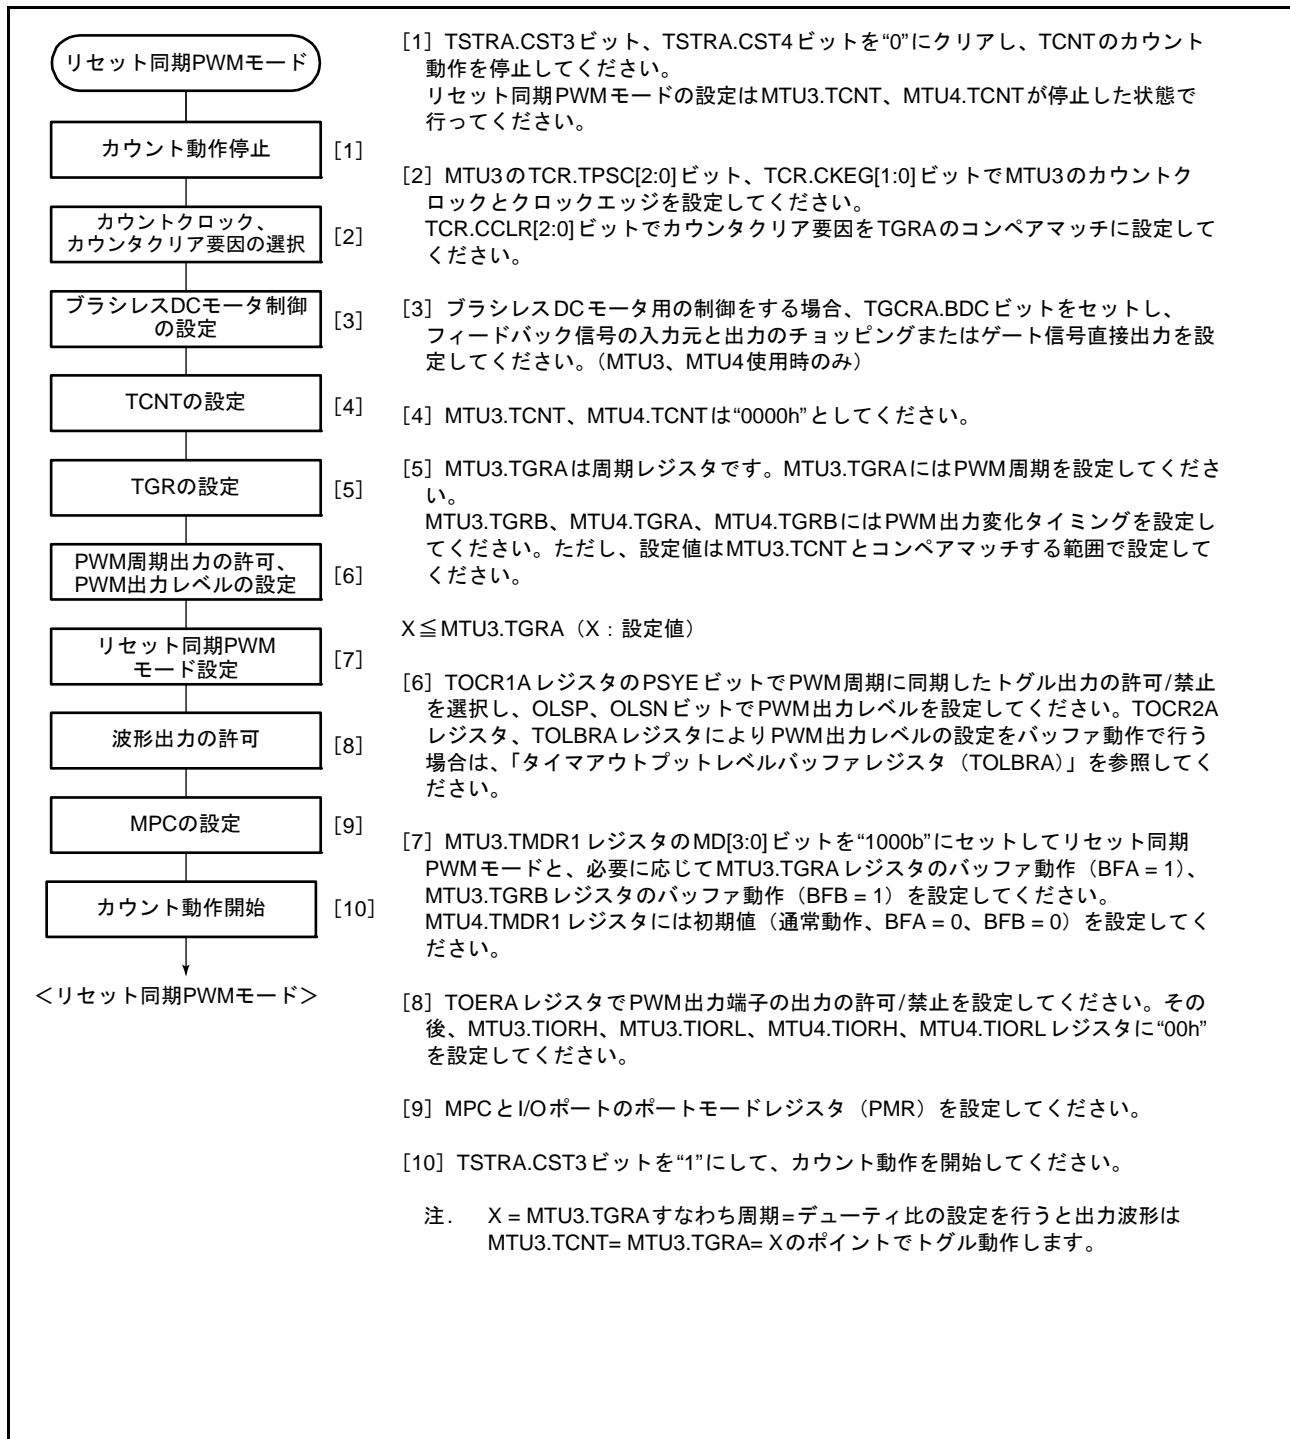 リセット同期PWMモード
カウント動作停止 [1]
カウントクロック、
カウンタクリア要因の選択 [2]
ブラシレスDCモータ制御
の設定 [3]
TCNTの設定 [4]
TGRの設定 [5]
PWM周期出力の許可、
PWM出力レベルの設定 [6]
リセット同期PWM
モード設定 [7]
波形出力の許可 [8]
MPCの設定 [9]
カウント動作開始 [10]
＜リセット同期PWMモード＞
[1] TSTRA.CST3ビット、TSTRA.CST4ビットを“0”にクリアし、TCNTのカウント
動作を停止してください。
リセット同期PWMモードの設定はMTU3.TCNT、MTU4.TCNTが停止した状態で
行ってください。
[2] MTU3のTCR.TPSC[2:0]ビット、TCR.CKEG[1:0]ビットでMTU3のカウントク
ロックとクロックエッジを設定してください。
TCR.CCLR[2:0]ビットでカウンタクリア要因をTGRAのコンペアマッチに設定して
ください。
[3] ブラシレスDCモータ用の制御をする場合、TGCRA.BDCビットをセットし、
フィードバック信号の入力元と出力のチョッピングまたはゲート信号直接出力を設
定してください。（MTU3、MTU4使用時のみ）
[4] MTU3.TCNT、MTU4.TCNTは“0000h”としてください。
[5] MTU3.TGRAは周期レジスタです。MTU3.TGRAにはPWM周期を設定してくださ
い。
MTU3.TGRB、MTU4.TGRA、MTU4.TGRBにはPWM出力変化タイミングを設定し
てください。ただし、設定値はMTU3.TCNTとコンペアマッチする範囲で設定して
ください。
X≦MTU3.TGRA（X：設定値）
[6] TOCR1AレジスタのPSYEビットでPWM周期に同期したトグル出力の許可/禁止
を選択し、OLSP、OLSNビットでPWM出力レベルを設定してください。TOCR2A
レジスタ、TOLBRAレジスタによりPWM出力レベルの設定をバッファ動作で行う
場合は、「タイマアウトプットレベルバッファレジスタ（TOLBRA）」を参照してく
ださい。
[7] MTU3.TMDR1レジスタのMD[3:0]ビットを“1000b”にセットしてリセット同期
PWMモードと、必要に応じてMTU3.TGRAレジスタのバッファ動作（BFA = 1）、
MTU3.TGRBレジスタのバッファ動作（BFB = 1）を設定してください。
MTU4.TMDR1レジスタには初期値（通常動作、BFA = 0、BFB = 0）を設定してく
ださい。
[8] TOERAレジスタでPWM出力端子の出力の許可/禁止を設定してください。その
後、MTU3.TIORH、MTU3.TIORL、MTU4.TIORH、MTU4.TIORLレジスタに“00h”
を設定してください。
[9] MPCとI/Oポートのポートモードレジスタ（PMR）を設定してください。
[10] TSTRA.CST3ビットを“1”にして、カウント動作を開始してください。
注. X = MTU3.TGRAすなわち周期=デューティ比の設定を行うと出力波形は
MTU3.TCNT= MTU3.TGRA= Xのポイントでトグル動作します。